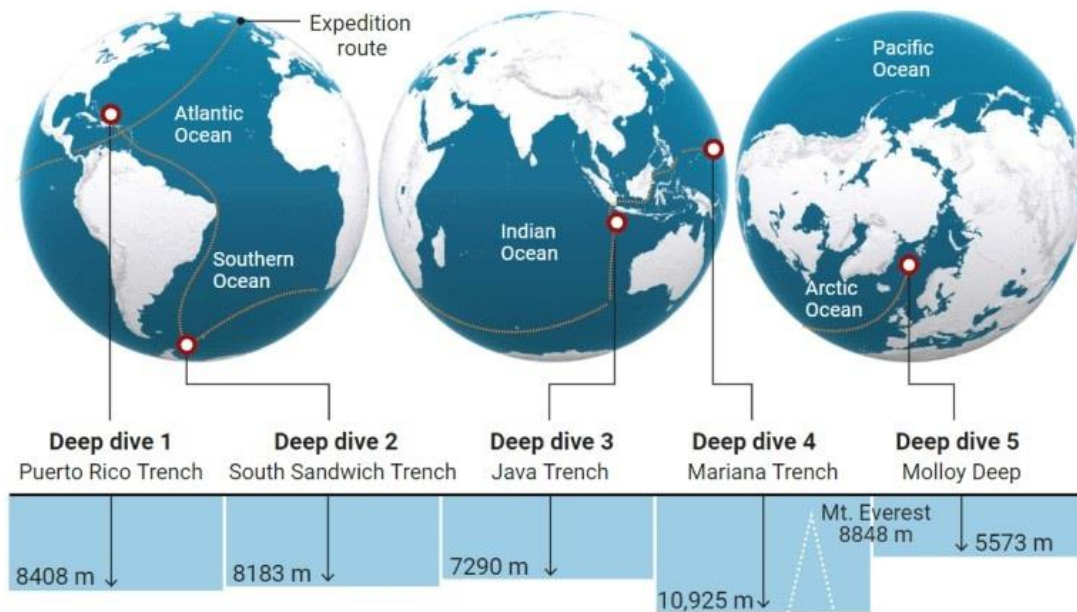 Expedition
route
Atlantic
Ocean
Southern
Ocean
Indian
Ocean
Pacific
Ocean
Arctic
Ocean
Deep dive 1
Puerto Rico Trench
Deep dive 2
South Sandwich Trench
Deep dive 3
Java Trench
Deep dive 4
Mariana Trench
Deep dive 5
Molloy Deep
8408 m
8183 m
7290 m
10,925 m
Mt. Everest
8848 m
5573 m